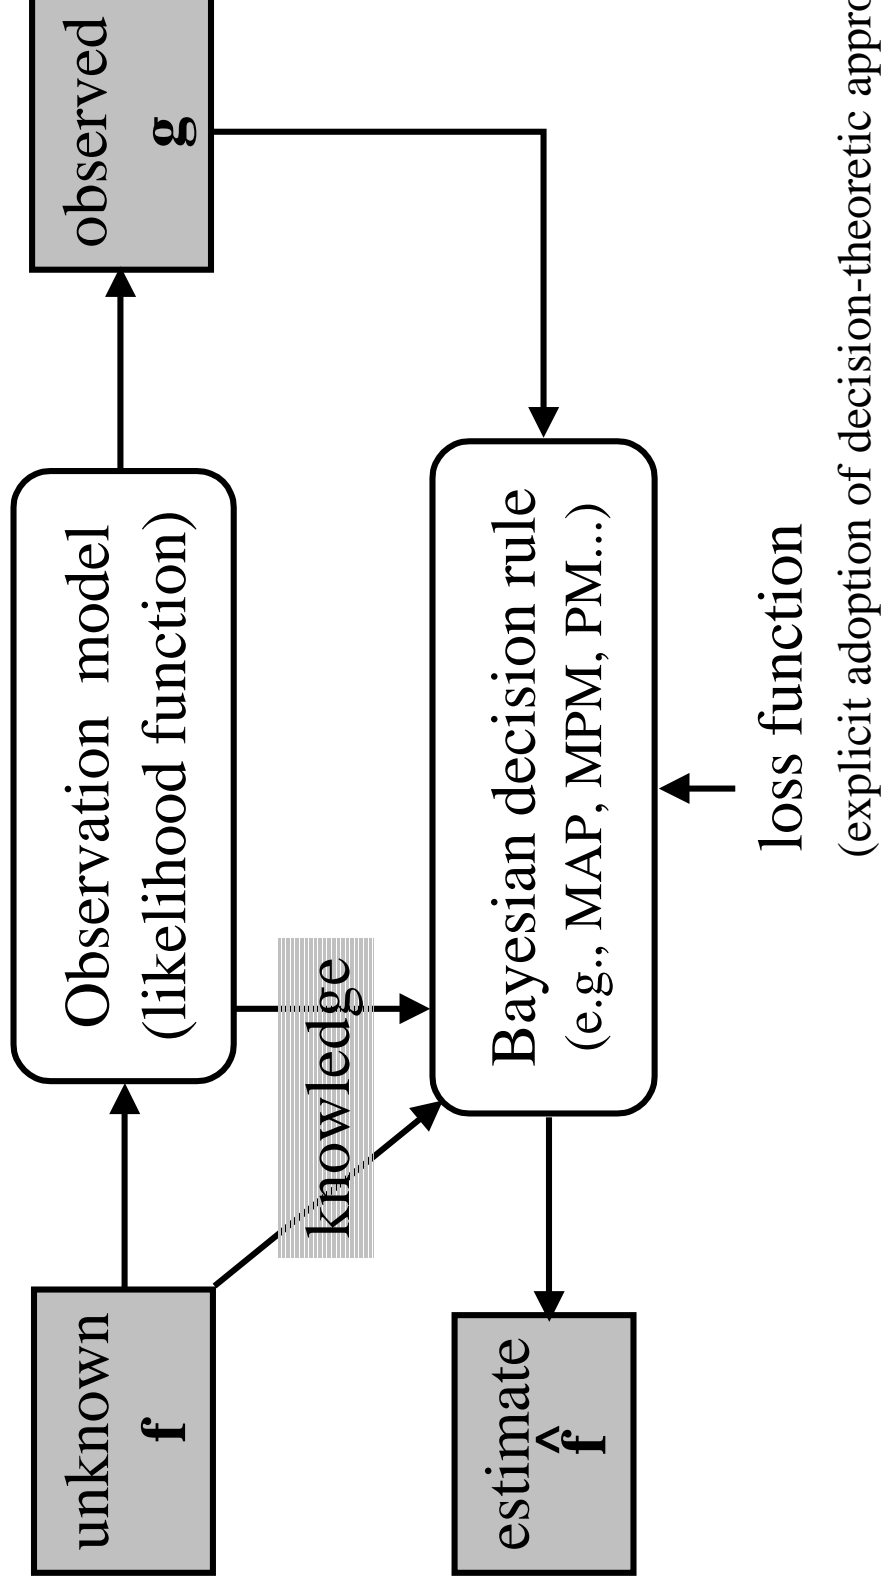 unknown
f
Observation model
(likelihood function)
observed
g
knowledge
estimate
f̂
Bayesian decision rule
(e.g., MAP, MPM, PM...)
loss function
(explicit adoption of decision-theoretic appro